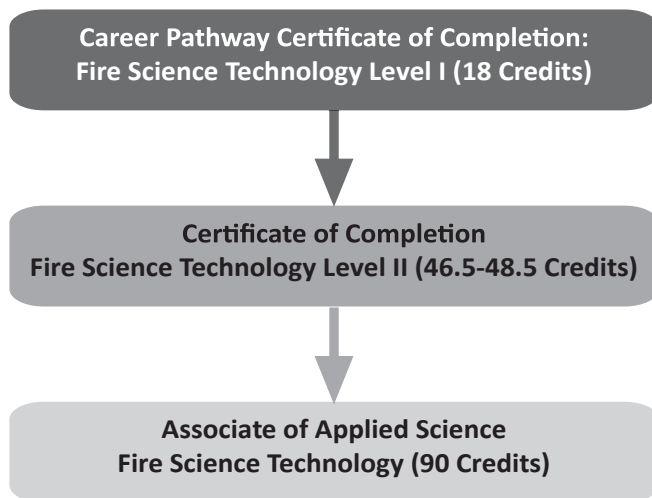 Career Pathway Certificate of Completion:
Fire Science Technology Level I (18 Credits)
Certificate of Completion
Fire Science Technology Level II (46.5-48.5 Credits)
Associate of Applied Science
Fire Science Technology (90 Credits)